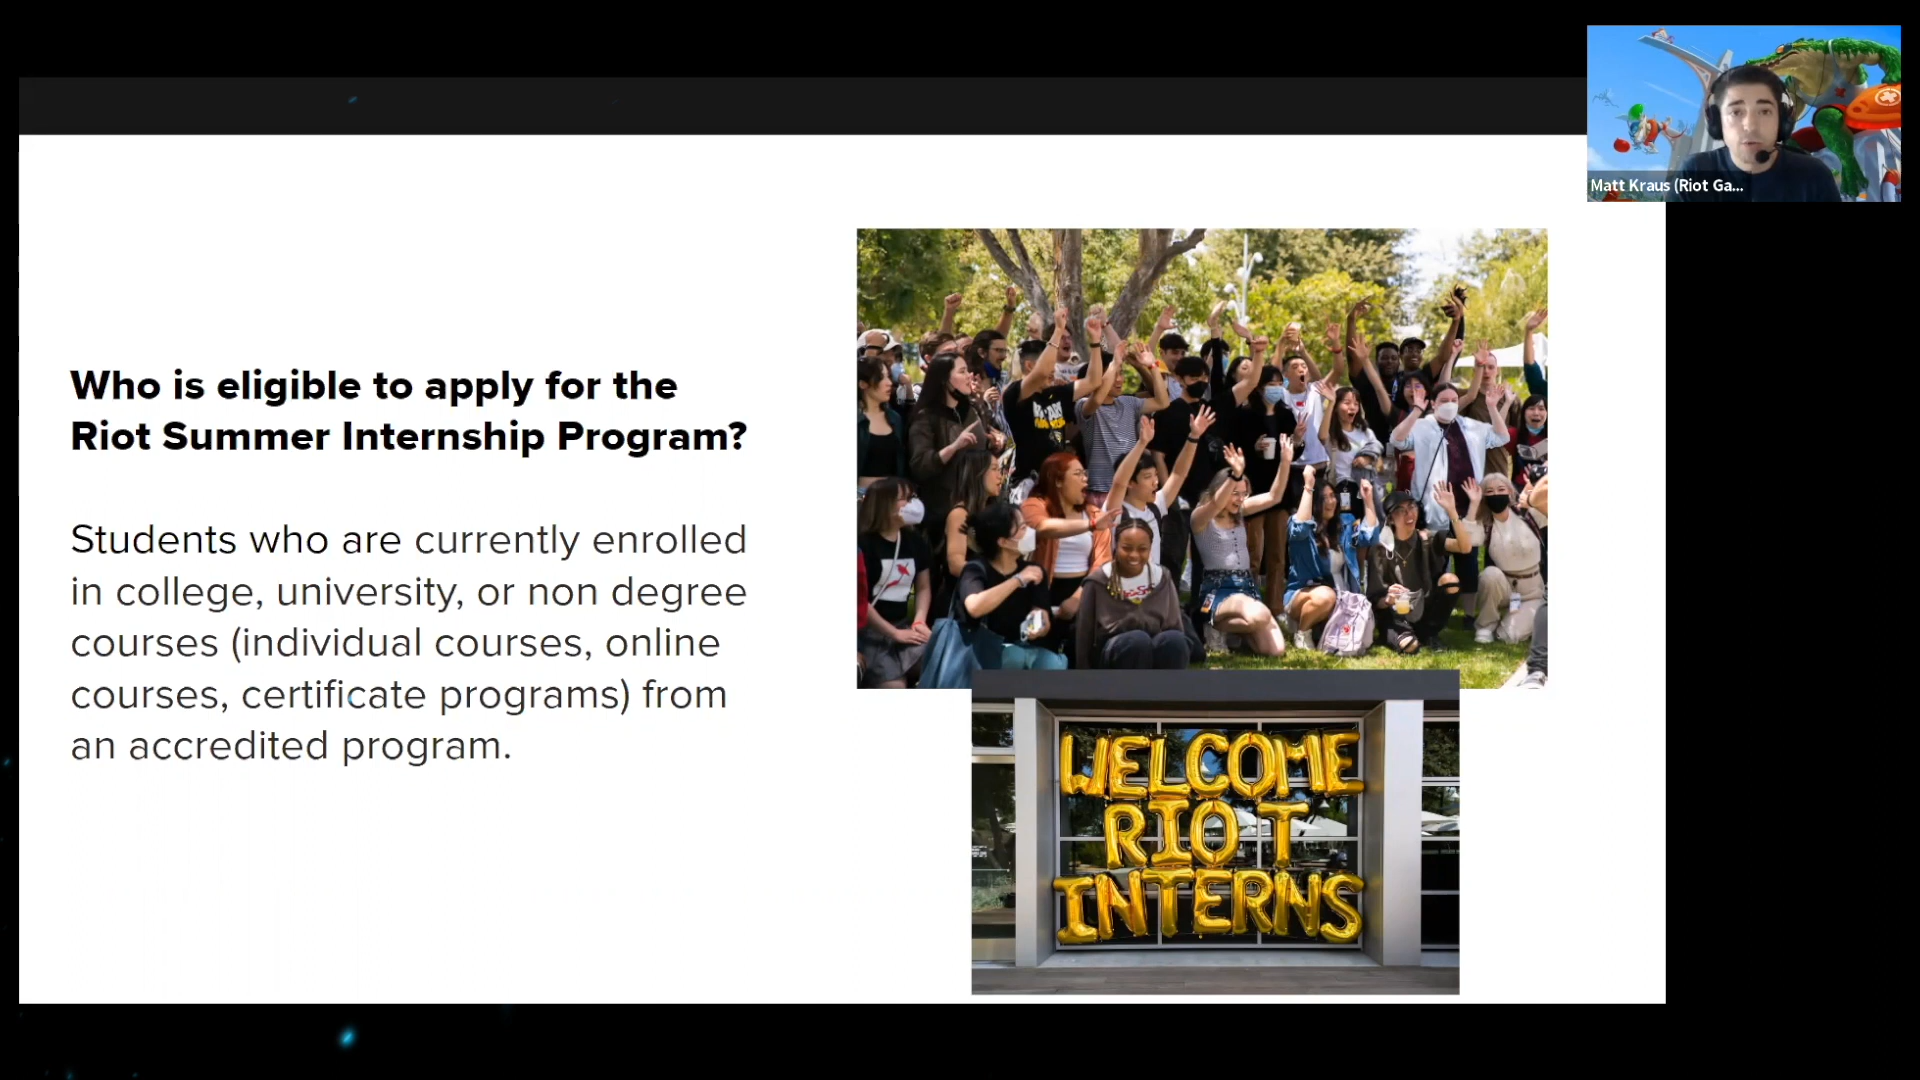 Matt Kraus (Riot Ga...
Who is eligible to apply for the
Riot Summer Internship Program?
Students who are currently enrolled
in college, university, or non degree
courses (individual courses, online
courses, certificate programs) from
an accredited program.
WELCOME
RIOT
INTERNS